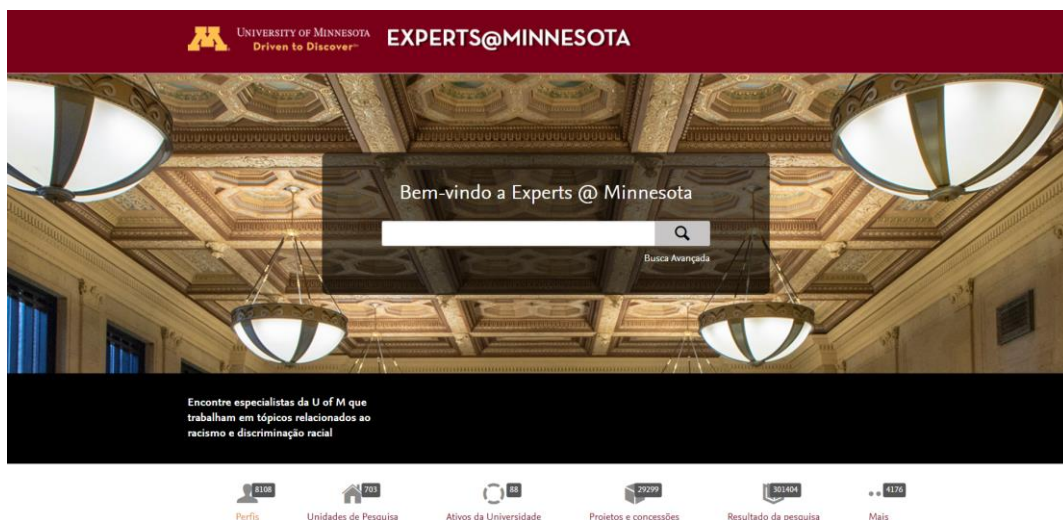 UNIVERSITY OF MINNESOTA
Driven to Discover
EXPERTS@MINNESOTA
Bem-vindo a Experts @ Minnesota
Busca Avançada
Encontre especialistas da U of M que
trabalham em tópicos relacionados ao
racismo e discriminação racial
8108
703
88
29299
301404
4176
Perfis
Unidades de Pesquisa
Ativos da Universidade
Projetos e concessões
Resultado da pesquisa
Mais